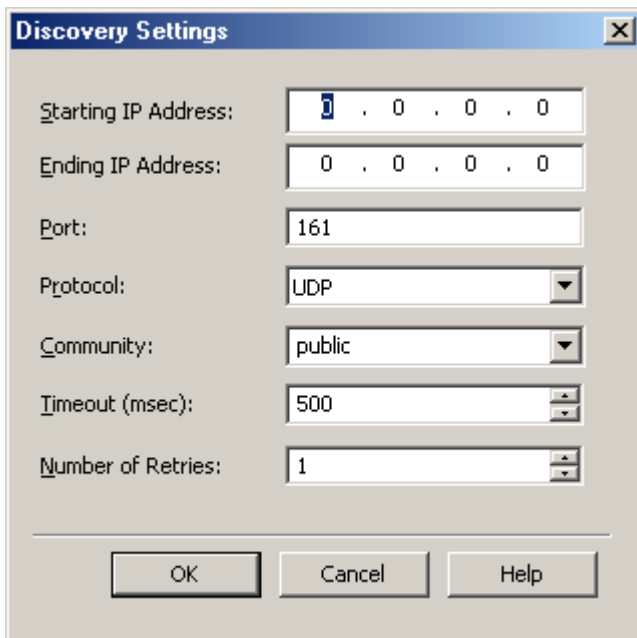 Discovery Settings
Starting IP Address: 0 . 0 . 0 . 0
Ending IP Address: 0 . 0 . 0 . 0
Port: 161
Protocol: UDP
Community: public
Timeout (msec): 500
Number of Retries: 1
OK Cancel Help